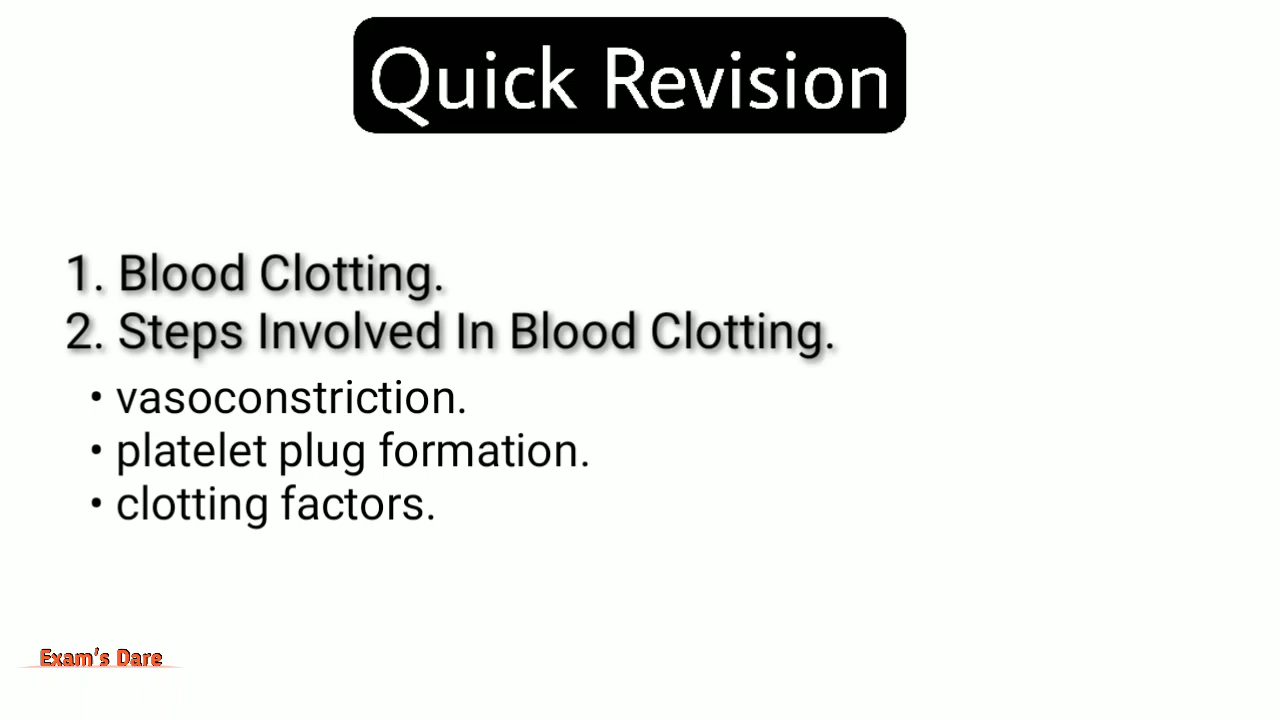 Quick Revision
1. Blood Clotting.
2. Steps Involved In Blood Clotting.
• vasoconstriction.
• platelet plug formation.
• clotting factors.
Exam's Dare